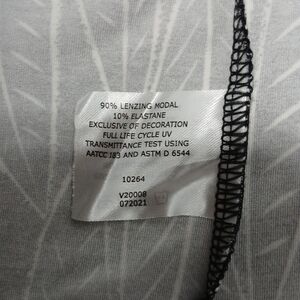 90% LENZING MODAL
10% ELASTANE
EXCLUSIVE OF DECORATION
FULL LIFE CYCLE UV
TRANSMITTANCE TEST USING
AATCC 183 AND ASTM D 6544
10264
V20008
072021